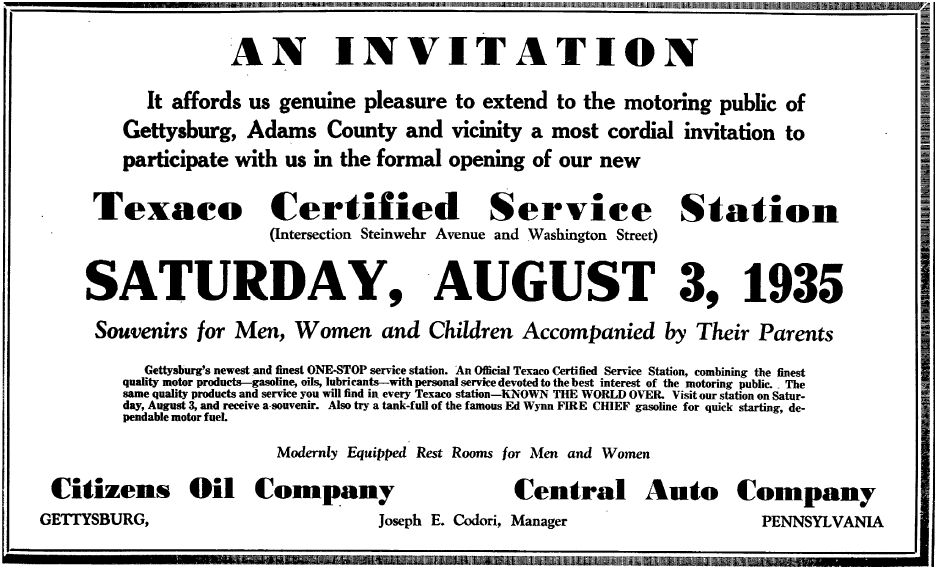 AN INVITATION
It affords us genuine pleasure to extend to the motoring public of
Gettysburg, Adams County and vicinity a most cordial invitation to
participate with us in the formal opening of our new
Texaco Certified Service Station
(Intersection Steinwehr Avenue and Washington Street)
SATURDAY, AUGUST 3, 1935
Souvenirs for Men, Women and Children Accompanied by Their Parents
Gettysburg's newest and finest ONE-STOP service station. An Official Texaco Certified Service Station, combining the finest
quality motor products—gasoline, oils, lubricants—with personal service devoted to the best interest of the motoring public. The
same quality products and service you will find in every Texaco station—KNOWN THE WORLD OVER. Visit our station on Satur-
day, August 3, and receive a souvenir. Also try a tank-full of the famous Ed Wynn FIRE CHIEF gasoline for quick starting, de-
pendable motor fuel.
Modernly Equipped Rest Rooms for Men and Women
Citizens Oil Company Central Auto Company
GETTYSBURG, Joseph E. Codori, Manager PENNSYLVANIA